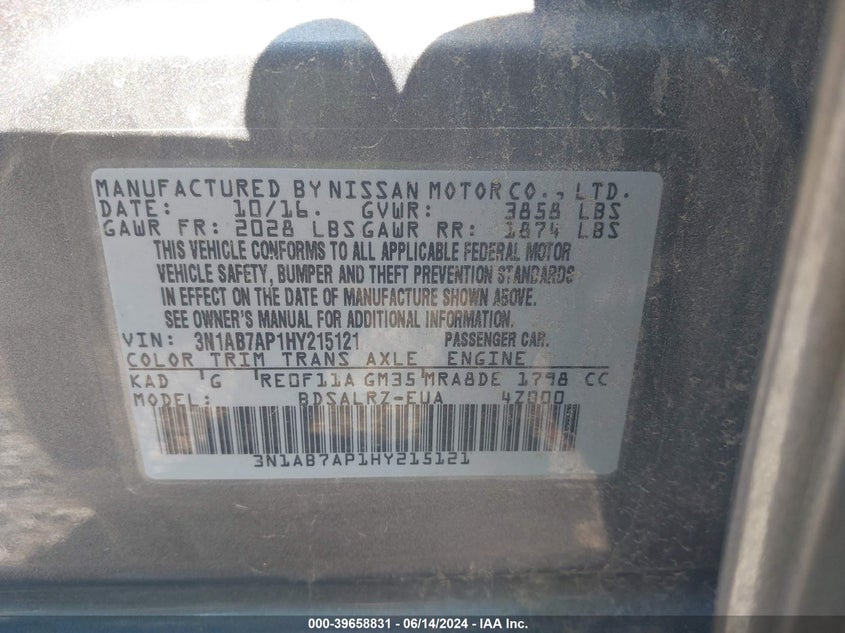 MANUFACTURED BY NISSAN MOTOR CO., LTD.
DATE: 10/16. GVWR: 3858 LBS
GAWR FR: 2028 LBS GAWR RR: 1874 LBS
THIS VEHICLE CONFORMS TO ALL APPLICABLE FEDERAL MOTOR
VEHICLE SAFETY, BUMPER AND THEFT PREVENTION STANDARDS
IN EFFECT ON THE DATE OF MANUFACTURE SHOWN ABOVE.
SEE OWNER'S MANUAL FOR ADDITIONAL INFORMATION.
VIN: 3N1AB7AP1HY215121 PASSENGER CAR.
COLOR TRIM TRANS AXLE ENGINE
KAD G RE0F11A GM35 MRA8DE 1798 CC
MODEL: BDSALRZ-EUA 4Z000
3N1AB7AP1HY215121
000-39658831 - 06/14/2024 - IAA Inc.